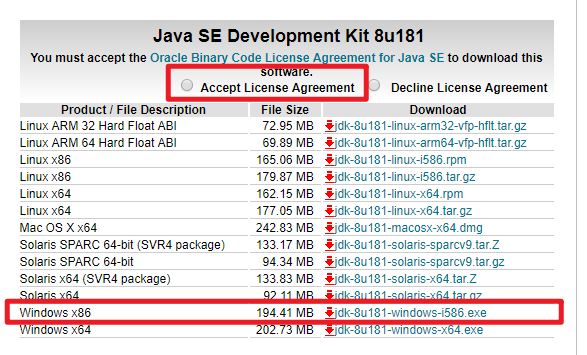 Java SE Development Kit 8u181
You must accept the Oracle Binary Code License Agreement for Java SE to download this
software.
Accept License Agreement Decline License Agreement
Product / File Description File Size Download
Linux ARM 32 Hard Float ABI 72.95 MB jdk-8u181-linux-arm32-vfp-hflt.tar.gz
Linux ARM 64 Hard Float ABI 69.89 MB jdk-8u181-linux-arm64-vfp-hflt.tar.gz
Linux x86 165.06 MB jdk-8u181-linux-i586.rpm
Linux x86 179.87 MB jdk-8u181-linux-i586.tar.gz
Linux x64 162.15 MB jdk-8u181-linux-x64.rpm
Linux x64 177.05 MB jdk-8u181-linux-x64.tar.gz
Mac OS X x64 242.83 MB jdk-8u181-macosx-x64.dmg
Solaris SPARC 64-bit (SVR4 package) 133.17 MB jdk-8u181-solaris-sparcv9.tar.Z
Solaris SPARC 64-bit 94.34 MB jdk-8u181-solaris-sparcv9.tar.gz
Solaris x64 (SVR4 package) 133.83 MB jdk-8u181-solaris-x64.tar.Z
Solaris x64 92.11 MB jdk-8u181-solaris-x64.tar.gz
Windows x86 194.41 MB jdk-8u181-windows-i586.exe
Windows x64 202.73 MB jdk-8u181-windows-x64.exe